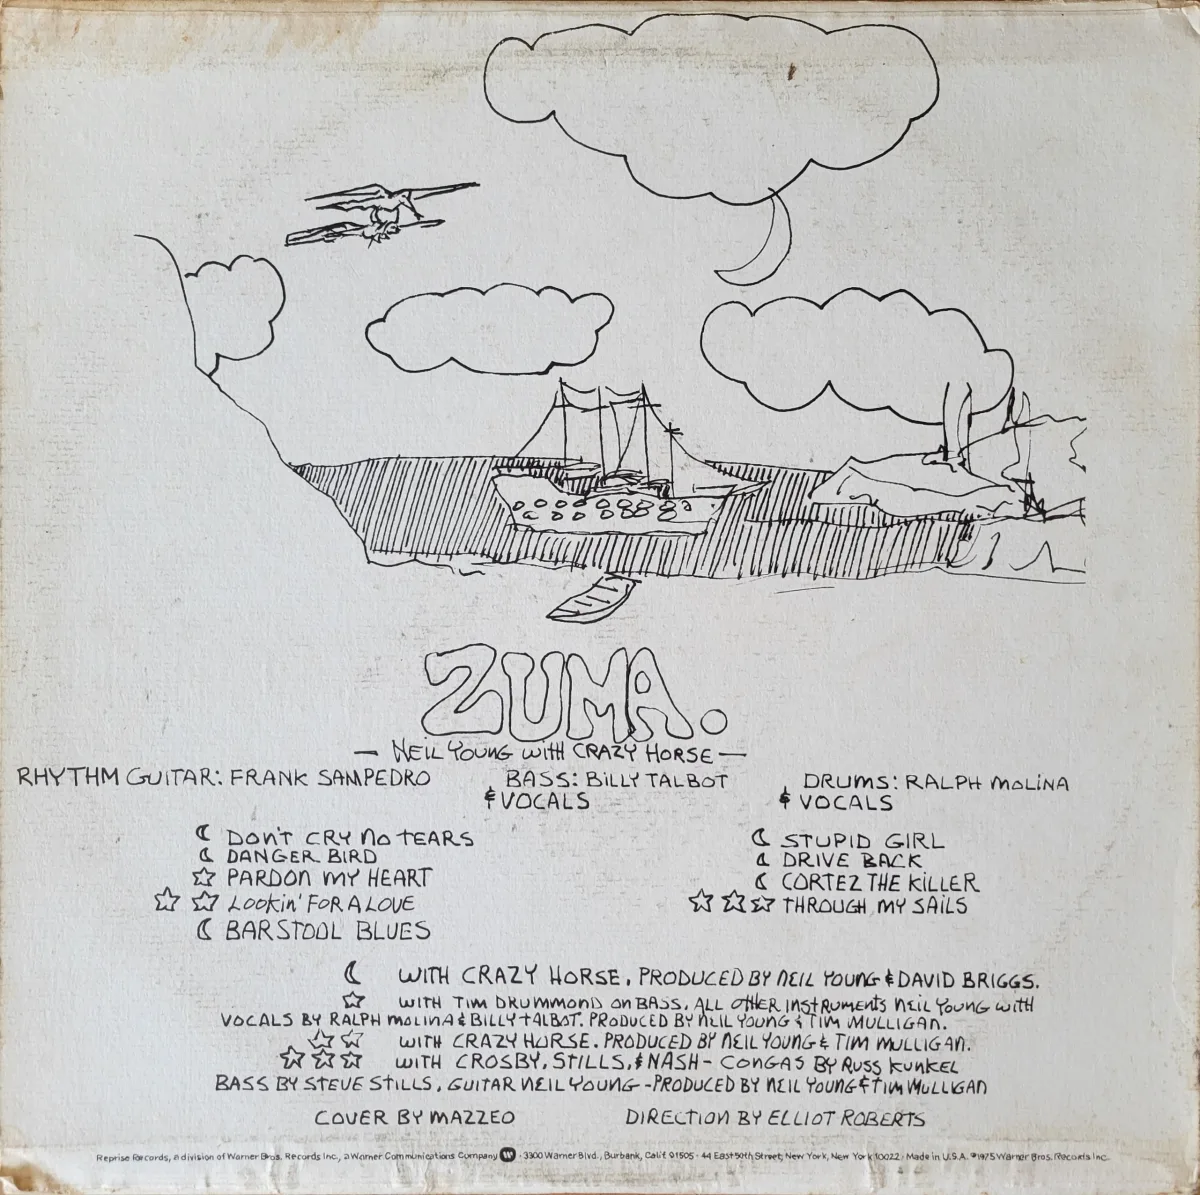 ZUMA.
— NEIL YOUNG WITH CRAZY HORSE —
RHYTHM GUITAR: FRANK SAMPEDRO
BASS: BILLY TALBOT
& VOCALS
DRUMS: RALPH MOLINA
& VOCALS
DON'T CRY NO TEARS
DANGER BIRD
PARDON MY HEART
LOOKIN' FOR A LOVE
BARSTOOL BLUES
STUPID GIRL
DRIVE BACK
CORTEZ THE KILLER
THROUGH MY SAILS
WITH CRAZY HORSE. PRODUCED BY NEIL YOUNG & DAVID BRIGGS.
WITH TIM DRUMMOND ON BASS. ALL OTHER INSTRUMENTS NEIL YOUNG WITH
VOCALS BY RALPH MOLINA & BILLY TALBOT. PRODUCED BY NEIL YOUNG & TIM MULLIGAN.
WITH CRAZY HORSE. PRODUCED BY NEIL YOUNG & TIM MULLIGAN.
WITH CROSBY, STILLS, & NASH - CONGAS BY RUSS KUNKEL
BASS BY STEVE STILLS, GUITAR NEIL YOUNG - PRODUCED BY NEIL YOUNG & TIM MULLIGAN
COVER BY MAZZEO
DIRECTION BY ELLIOT ROBERTS
Reprise Records, a division of Warner Bros. Records Inc., a Warner Communications Company · 3300 Warner Blvd., Burbank, Calif. 91505 · 44 East 50th Street, New York, New York 10022 · Made in U.S.A. ℗1975 Warner Bros. Records Inc.